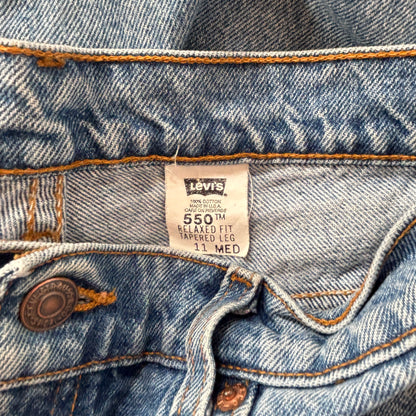 Levi's
100% COTTON
MADE IN U.S.A.
CARE ON REVERSE
550™
RELAXED FIT
TAPERED LEG
11 MED